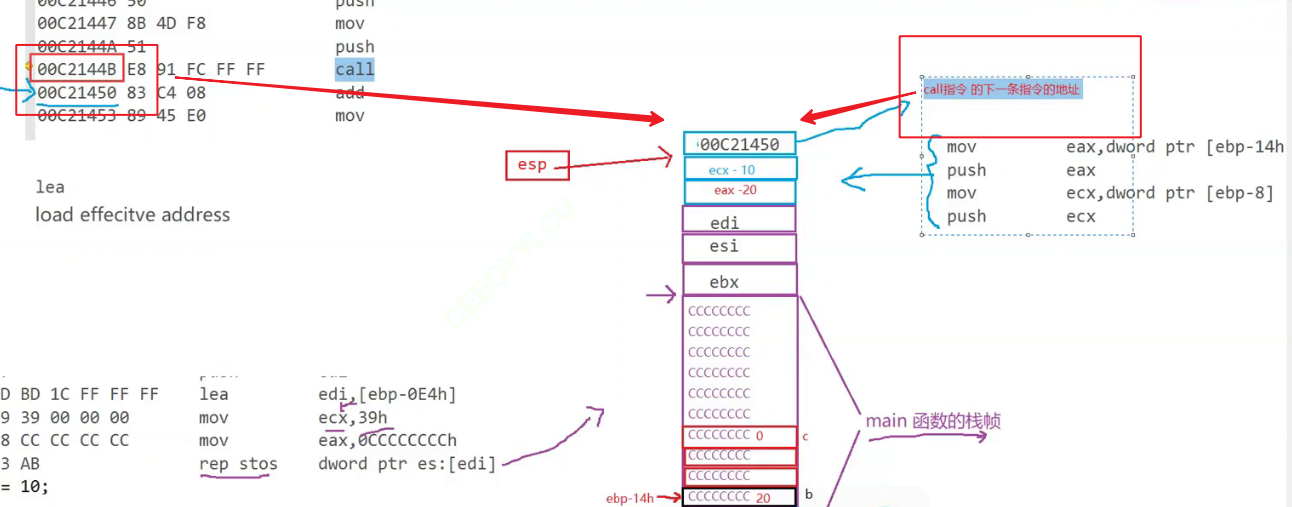 00C21446 50 push
00C21447 8B 4D F8 mov
00C2144A 51 push
00C2144B E8 91 FC FF FF call
00C21450 83 C4 08 add
00C21453 89 45 E0 mov
call指令 的下一条指令的地址
mov eax,dword ptr [ebp-14h
push eax
mov ecx,dword ptr [ebp-8]
push ecx
lea
load effecitve address
esp
00C21450
ecx - 10
eax -20
edi
esi
ebx
CCCCCCCC
CCCCCCCC
CCCCCCCC
CCCCCCCC
CCCCCCCC
CCCCCCCC
CCCCCCCC 0 c
CCCCCCCC
CCCCCCCC
ebp-14h CCCCCCCC 20 b
main 函数的栈帧
D BD 1C FF FF FF lea edi,[ebp-0E4h]
9 39 00 00 00 mov ecx,39h
8 CC CC CC CC mov eax,0CCCCCCCCh
3 AB rep stos dword ptr es:[edi]
= 10;